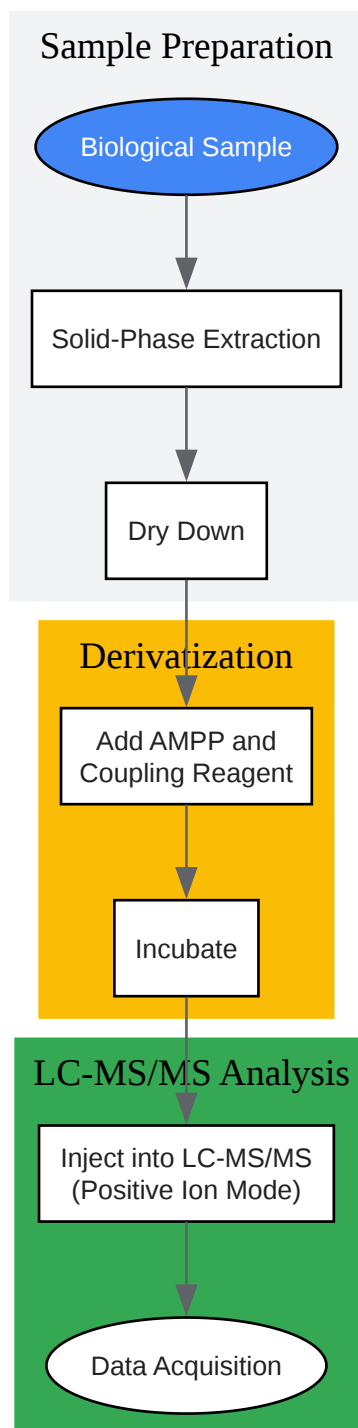 Sample Preparation
Biological Sample
Solid-Phase Extraction
Dry Down
Derivatization
Add AMPP and
Coupling Reagent
Incubate
LC-MS/MS Analysis
Inject into LC-MS/MS
(Positive Ion Mode)
Data Acquisition